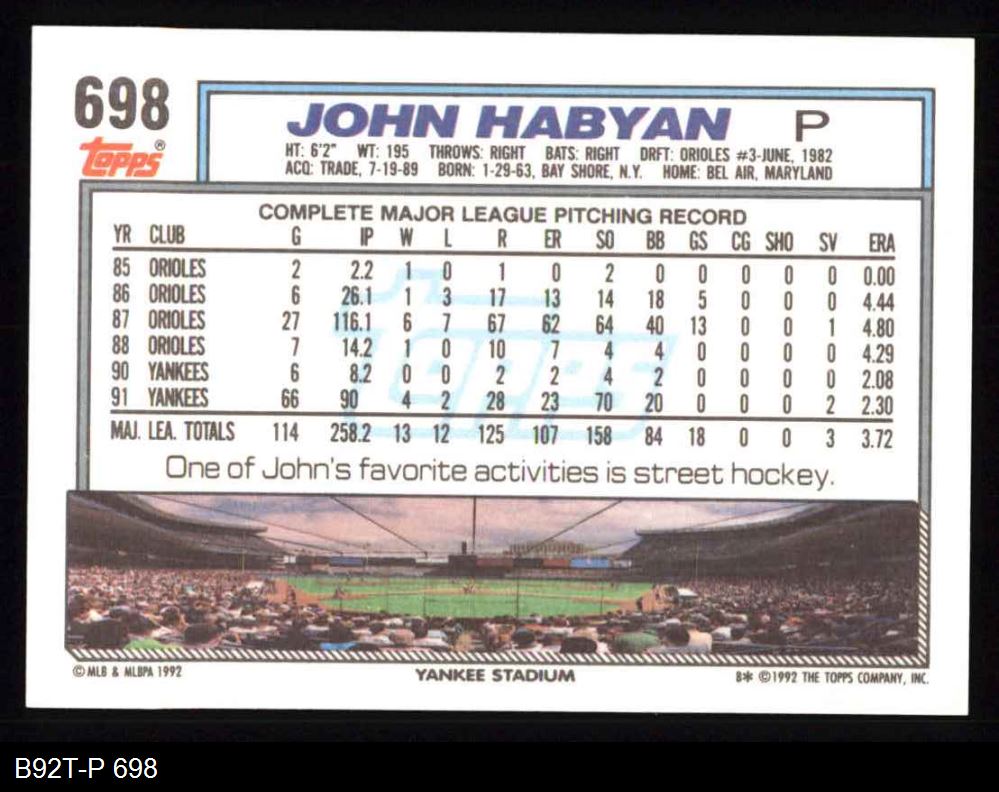 698
JOHN HABYAN P
Topps®
HT: 6'2" WT: 195 THROWS: RIGHT BATS: RIGHT DRFT: ORIOLES #3-JUNE, 1982
ACQ: TRADE, 7-19-89 BORN: 1-29-63, BAY SHORE, N.Y. HOME: BEL AIR, MARYLAND
COMPLETE MAJOR LEAGUE PITCHING RECORD
YR CLUB G IP W L R ER SO BB GS CG SHO SV ERA
85 ORIOLES 2 2.2 1 0 1 0 2 0 0 0 0 0 0.00
86 ORIOLES 6 26.1 1 3 17 13 14 18 5 0 0 0 4.44
87 ORIOLES 27 116.1 6 7 67 62 64 40 13 0 0 1 4.80
88 ORIOLES 7 14.2 1 0 10 7 4 4 0 0 0 0 4.29
90 YANKEES 6 8.2 0 0 2 2 4 2 0 0 0 0 2.08
91 YANKEES 66 90 4 2 28 23 70 20 0 0 0 2 2.30
MAJ. LEA. TOTALS 114 258.2 13 12 125 107 158 84 18 0 0 3 3.72
Topps
One of John's favorite activities is street hockey.
© MLB & MLBPA 1992 YANKEE STADIUM 8* © 1992 THE TOPPS COMPANY, INC.
B92T-P 698